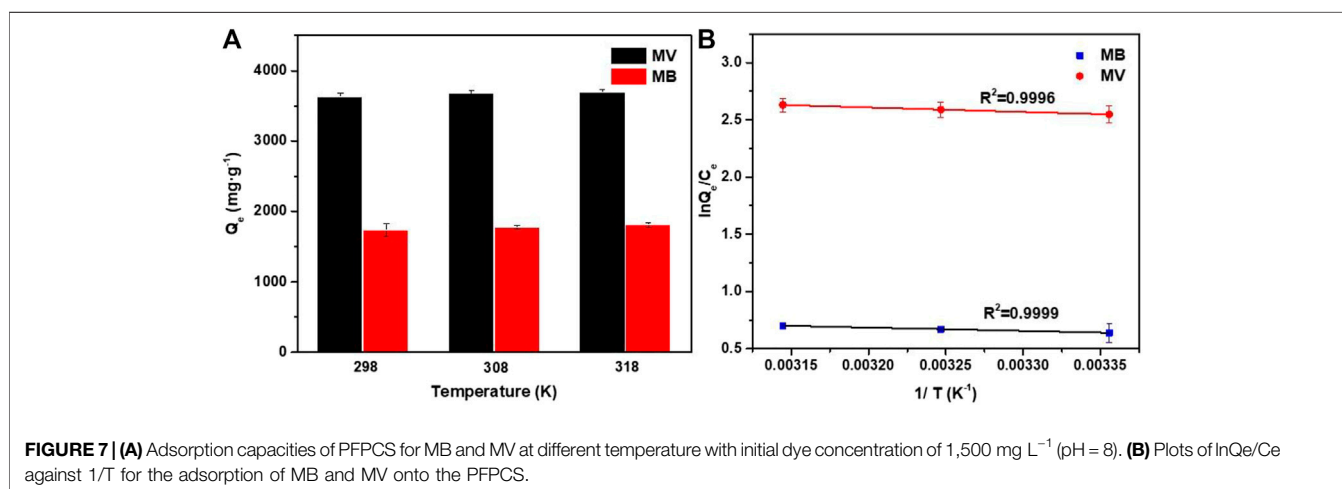 A
MV
MB
4000
3000
2000
1000
0
Qe (mg·g⁻¹)
298
308
318
Temperature (K)
B
MB
MV
3.0
2.5
2.0
1.5
1.0
0.5
lnQe/Ce
R²=0.9996
R²=0.9999
0.00315
0.00320
0.00325
0.00330
0.00335
1/ T (K⁻¹)
FIGURE 7 | (A) Adsorption capacities of PFPCS for MB and MV at different temperature with initial dye concentration of 1,500 mg L⁻¹ (pH = 8). (B) Plots of lnQe/Ce
against 1/T for the adsorption of MB and MV onto the PFPCS.